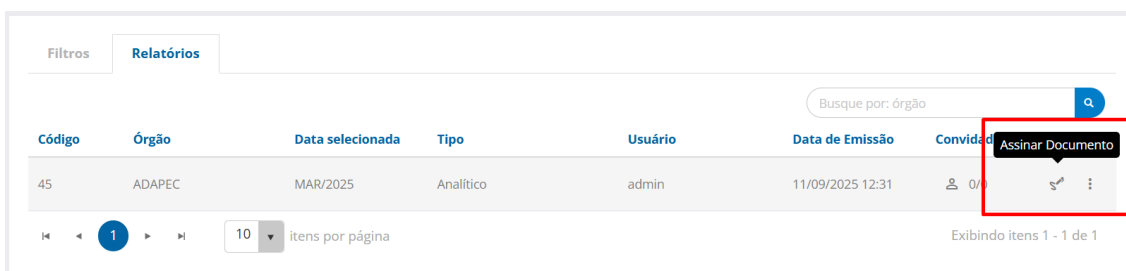 Filtros Relatórios
Busque por: órgão
Código Órgão Data selecionada Tipo Usuário Data de Emissão Convidad
Assinar Documento
45 ADAPEC MAR/2025 Analítico admin 11/09/2025 12:31 0/0
1 10 itens por página Exibindo itens 1 - 1 de 1